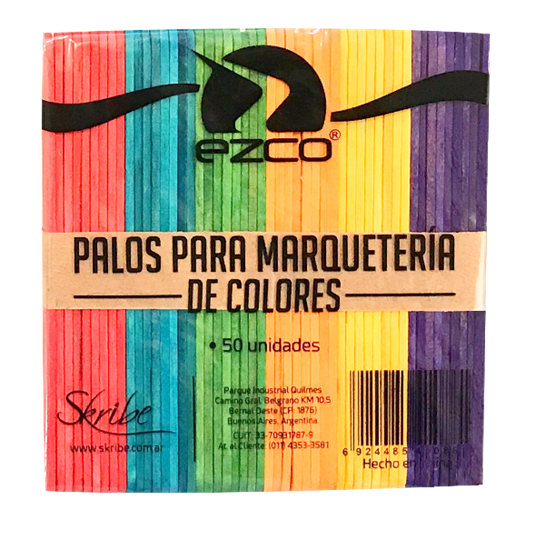 ezco®
PALOS PARA MARQUETERÍA
DE COLORES
• 50 unidades
Skribe
www.skribe.com.ar
Parque Industrial Quilmes
Camino Gral. Belgrano KM 10,5
Bernal Oeste (CP: 1876)
Buenos Aires, Argentina.
CUIT: 33-70931787-9
At. al Cliente: (011) 4353-3581
6 924485
Hecho en